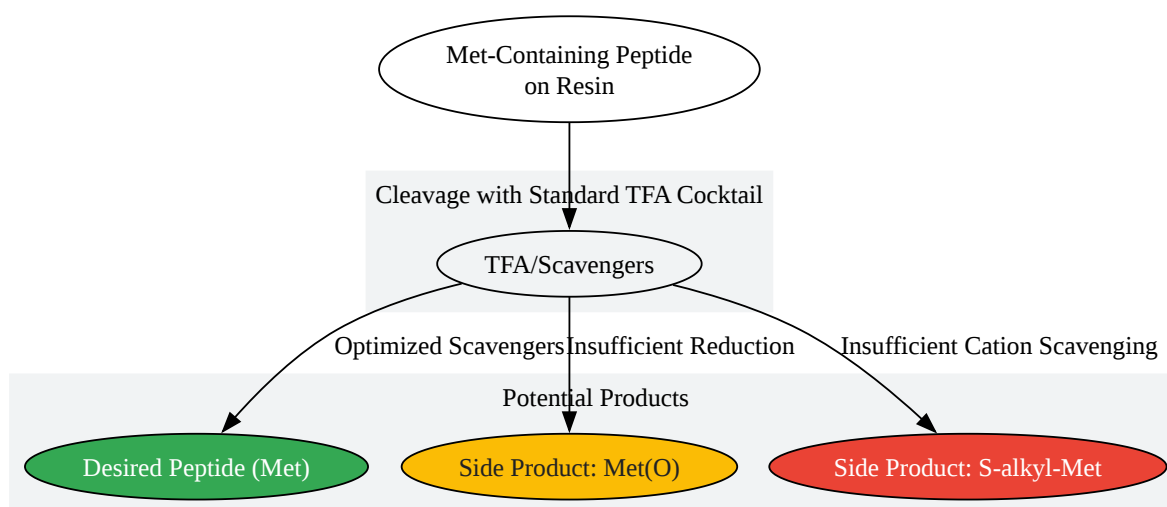 Met-Containing Peptide
on Resin
Cleavage with Standard TFA Cocktail
TFA/Scavengers
Optimized Scavengers
Insufficient Reduction
Insufficient Cation Scavenging
Potential Products
Desired Peptide (Met)
Side Product: Met(O)
Side Product: S-alkyl-Met